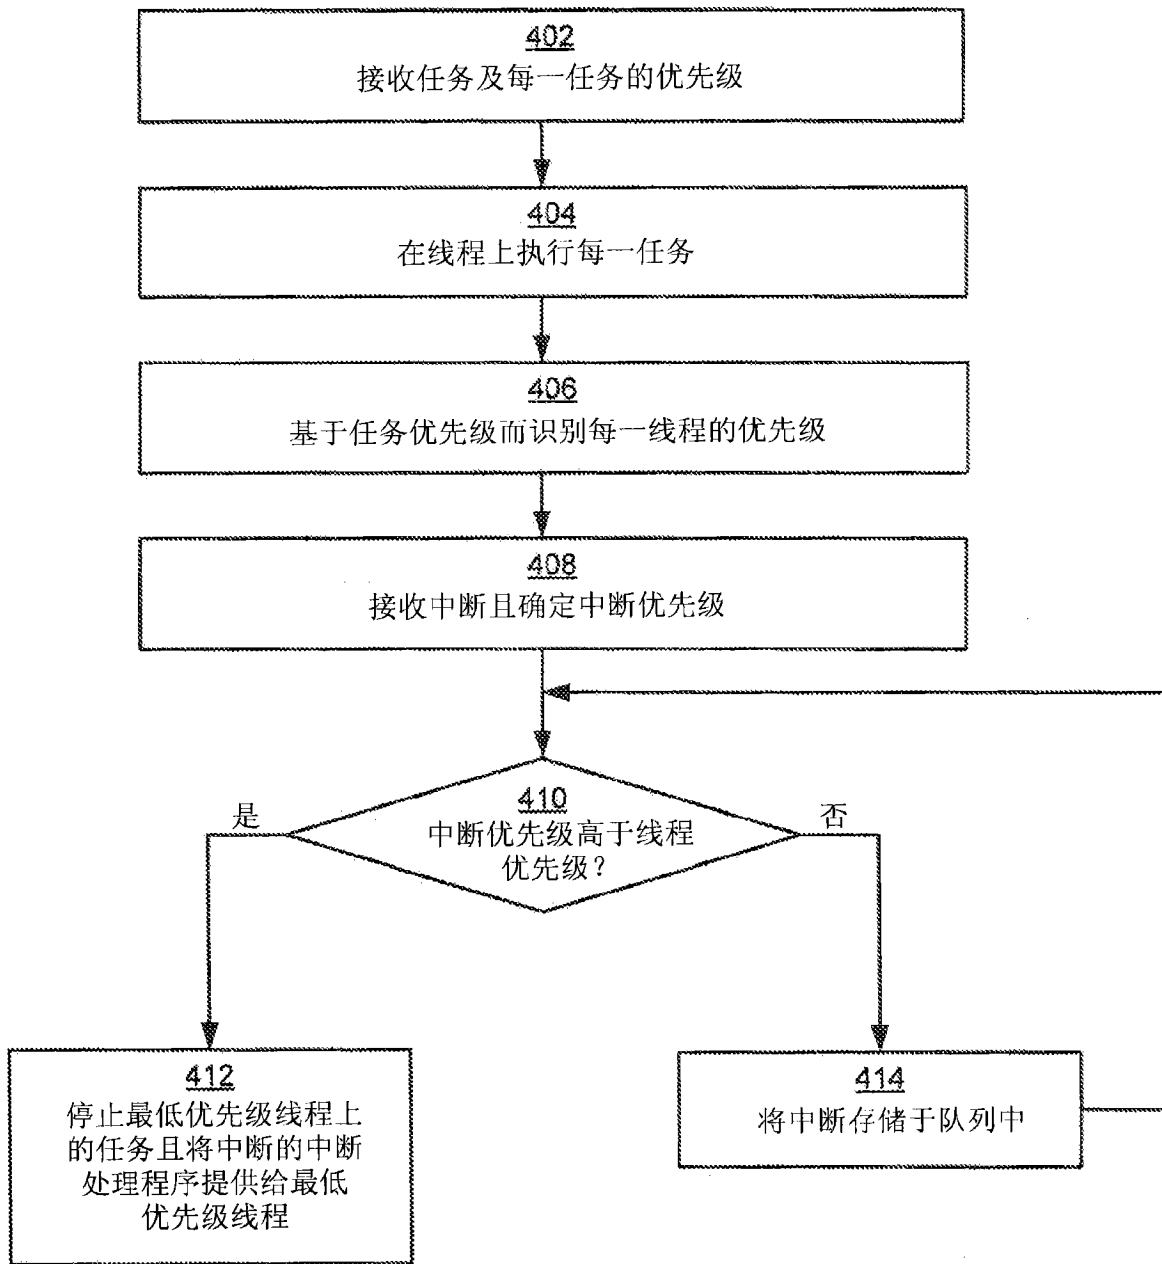 402
接收任务及每一任务的优先级
404
在线程上执行每一任务
406
基于任务优先级而识别每一线程的优先级
408
接收中断且确定中断优先级
410
中断优先级高于线程
优先级？
是
否
412
停止最低优先级线程上
的任务且将中断的中断
处理程序提供给最低
优先级线程
414
将中断存储于队列中